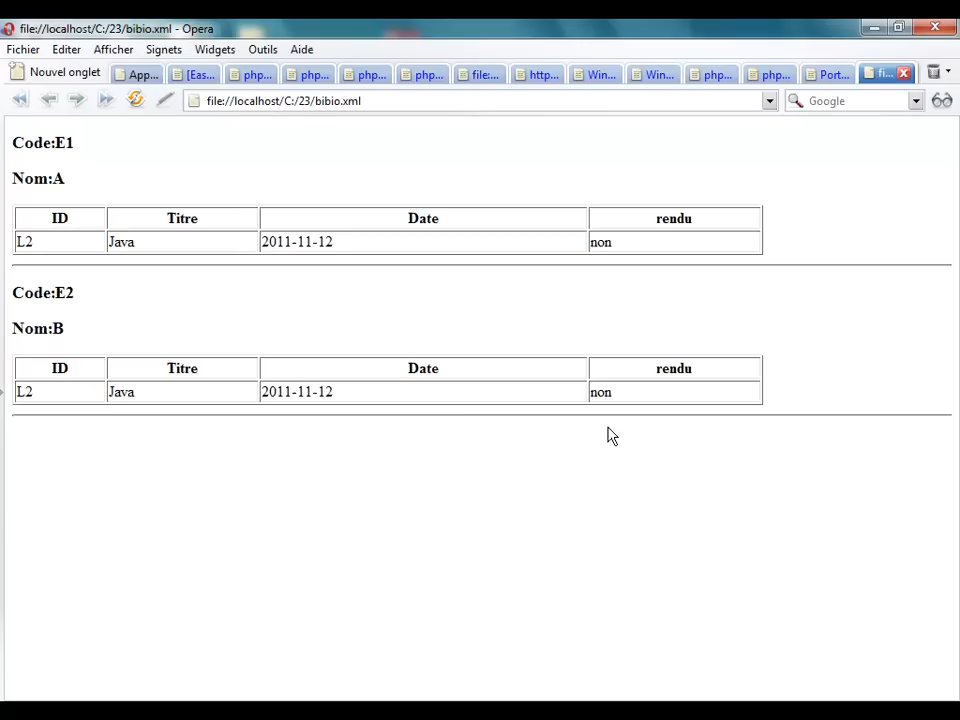 file://localhost/C:/23/bibio.xml - Opera
Fichier Editer Afficher Signets Widgets Outils Aide
Nouvel onglet App... [Eas... php... php... php... php... file:... http... Win... Win... php... php... Port... fi...
file://localhost/C:/23/bibio.xml Google
Code:E1
Nom:A
ID Titre Date rendu
L2 Java 2011-11-12 non
Code:E2
Nom:B
ID Titre Date rendu
L2 Java 2011-11-12 non